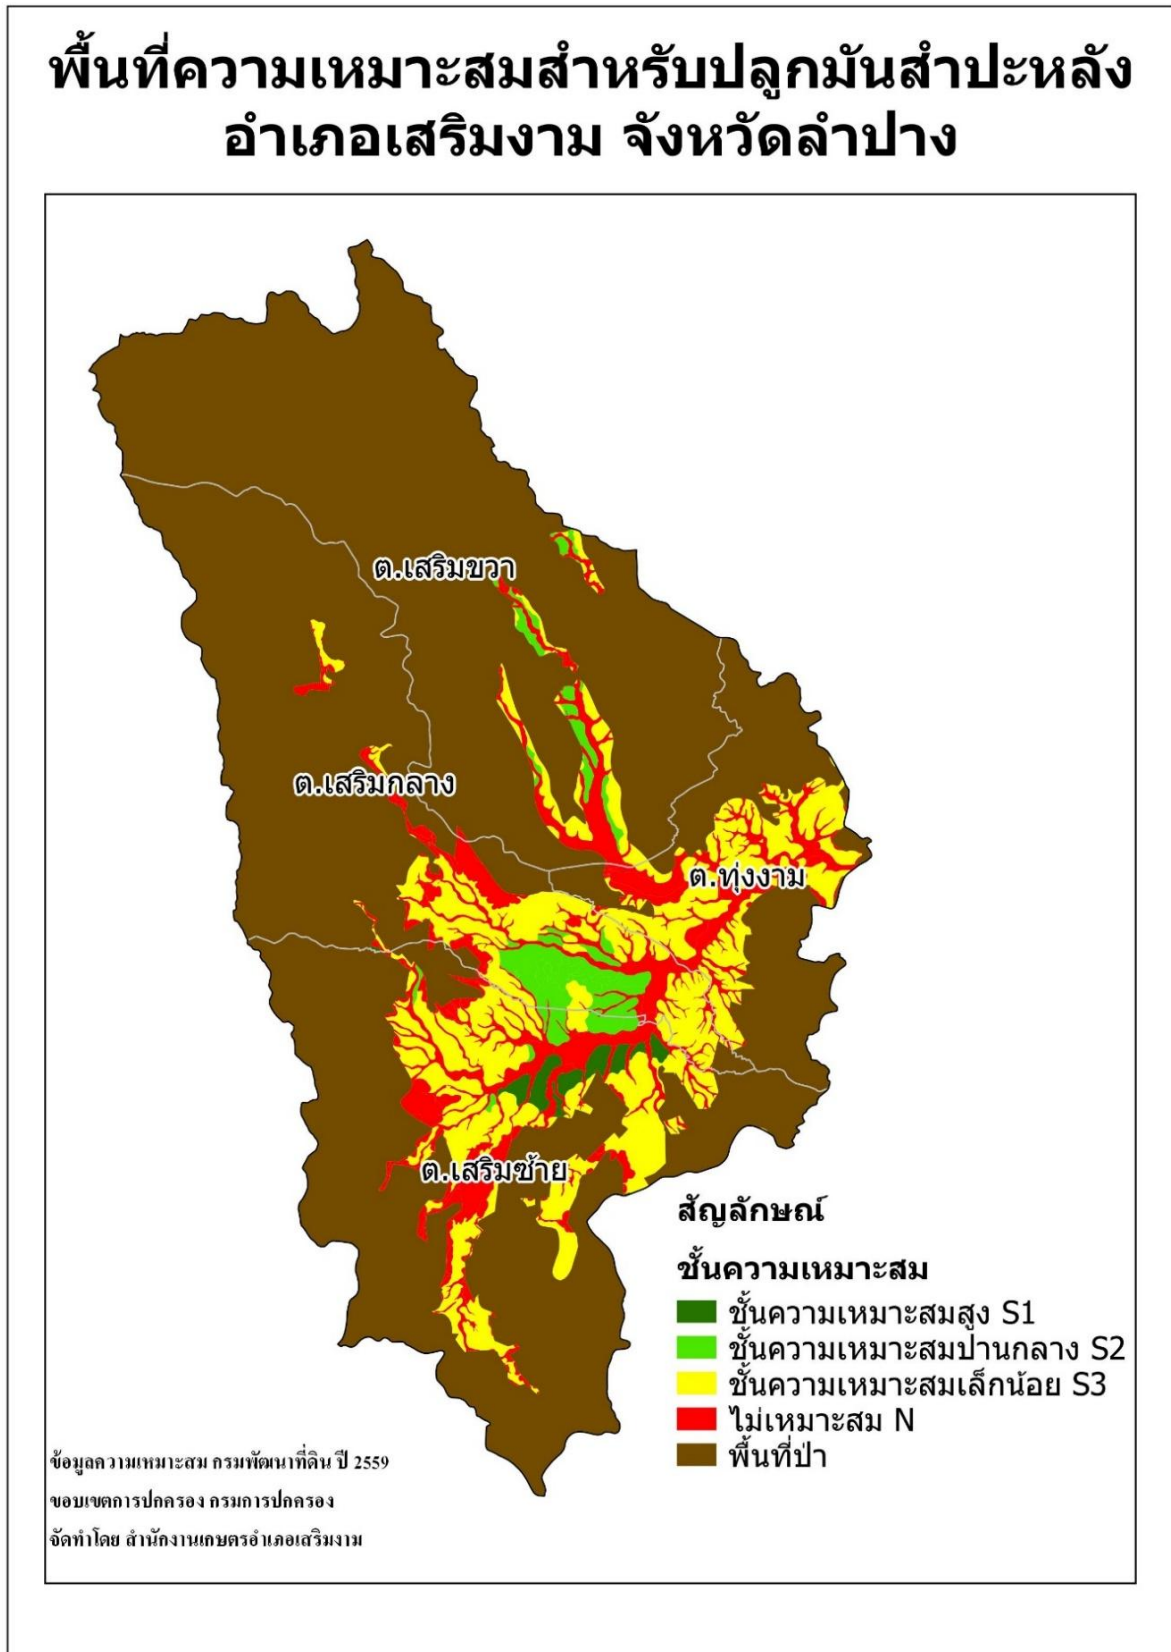 พื้นที่ความเหมาะสมสำหรับปลูกมันสำปะหลัง
อำเภอเสริมงาม จังหวัดลำปาง
ต.เสริมขวา
ต.เสริมกลาง
ต.ทุ่งงาม
ต.เสริมซ้าย
สัญลักษณ์
ชั้นความเหมาะสม
ชั้นความเหมาะสมสูง S1
ชั้นความเหมาะสมปานกลาง S2
ชั้นความเหมาะสมเล็กน้อย S3
ไม่เหมาะสม N
พื้นที่ป่า
ข้อมูลความเหมาะสม กรมพัฒนาที่ดิน ปี 2559
ขอบเขตการปกครอง กรมการปกครอง
จัดทำโดย สำนักงานเกษตรอำเภอเสริมงาม